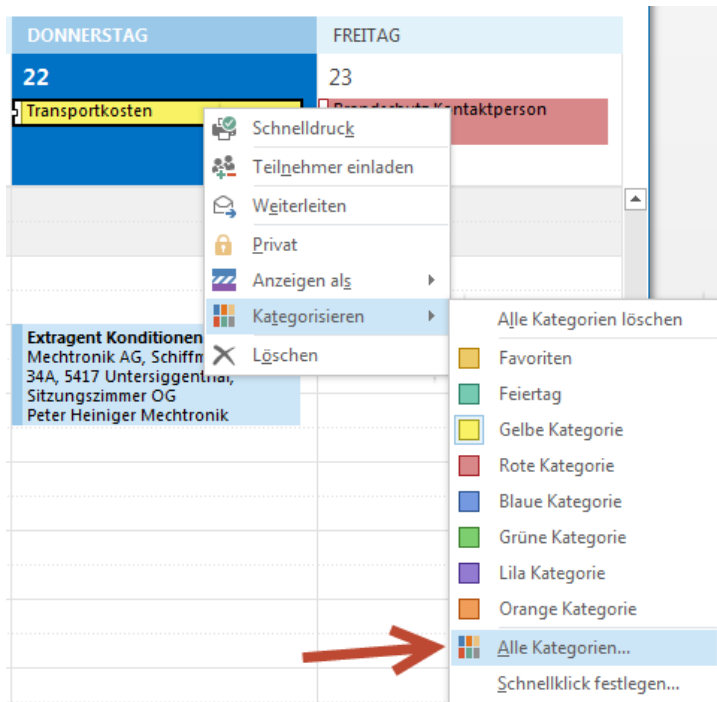 DONNERSTAG
FREITAG
22
23
Transportkosten
Kontaktperson
Schnelldruck
Teilnehmer einladen
Weiterleiten
Privat
Anzeigen als
Kategorisieren
Löschen
Extragent Konditionen
Mechtronik AG,
34A, 5417 Untersiggenthal,
Sitzungszimmer OG
Peter Heiniger Mechtronik
Alle Kategorien löschen
Favoriten
Feiertag
Gelbe Kategorie
Rote Kategorie
Blaue Kategorie
Grüne Kategorie
Lila Kategorie
Orange Kategorie
Alle Kategorien...
Schnellklick festlegen...